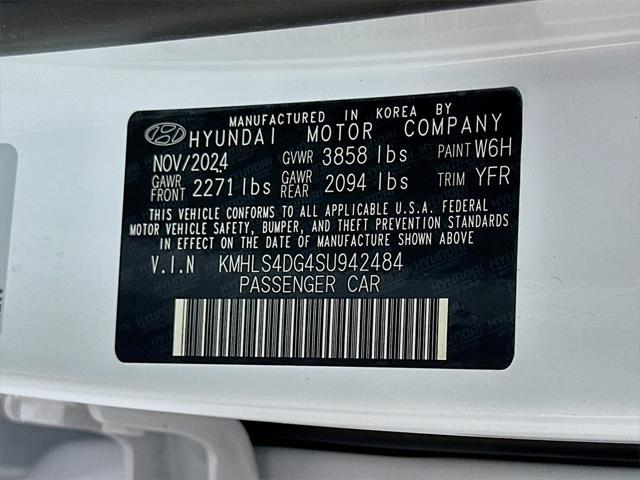 MANUFACTURED IN KOREA BY
HYUNDAI MOTOR COMPANY
NOV/2024 GVWR 3858 lbs PAINT W6H
GAWR FRONT 2271 lbs GAWR REAR 2094 lbs TRIM YFR
THIS VEHICLE CONFORMS TO ALL APPLICABLE U.S.A. FEDERAL
MOTOR VEHICLE SAFETY, BUMPER, AND THEFT PREVENTION STANDARDS
IN EFFECT ON THE DATE OF MANUFACTURE SHOWN ABOVE
V.I.N KMHLS4DG4SU942484
PASSENGER CAR